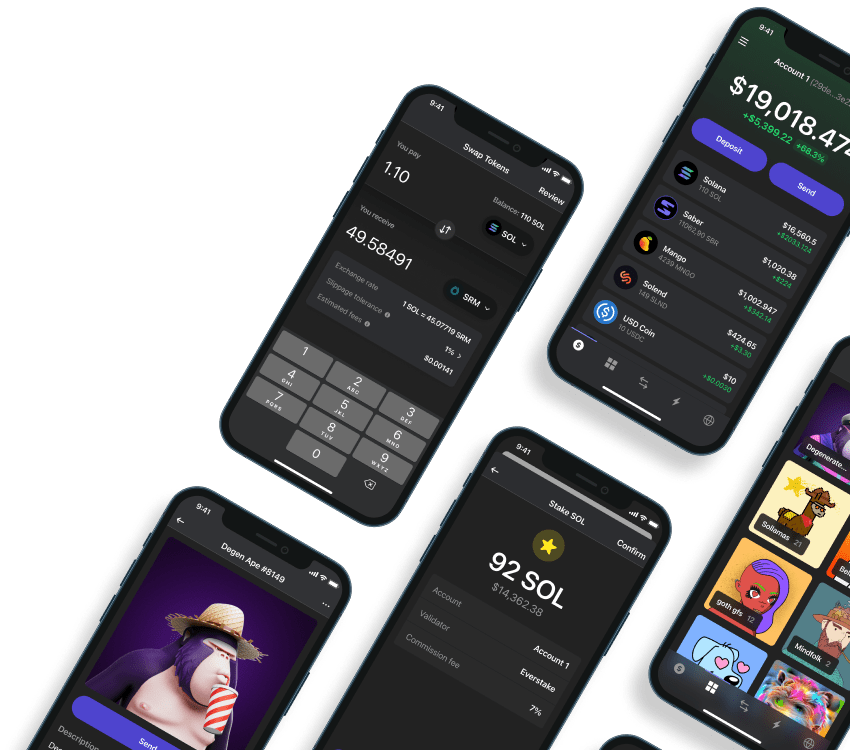 9:41
Swap Tokens
Review
You pay
Balance: 110 SOL
1.10
SOL
You receive
49.58491
SRM
Exchange rate
1 SOL = 45.07719 SRM
Slippage tolerance
1%
Estimated fees
$0.00141
1
2
ABC
3
DEF
4
GHI
5
JKL
6
MNO
7
PQRS
8
TUV
9
WXYZ
0
9:41
Account 1
$19,018.47
+$5,399.22 +68.3%
Deposit
Send
Solana
110 SOL
$16,560.5
+$2033.124
Saber
11062.90 SBR
$1,020.38
+$224
Mango
4239 MNGO
$1,002.947
+$342.14
Solend
149 SLND
$424.65
+$3.30
USD Coin
10 USDC
$10
+$0.0030
9:41
Degen Ape #8149
Send
Description
9:41
Stake SOL
Confirm
92 SOL
$14,362.38
Account
Account 1
Validator
Everstake
Commission fee
7%
Degenerate...
Sollamas 21
goth gfs 12
Mindfolk 2